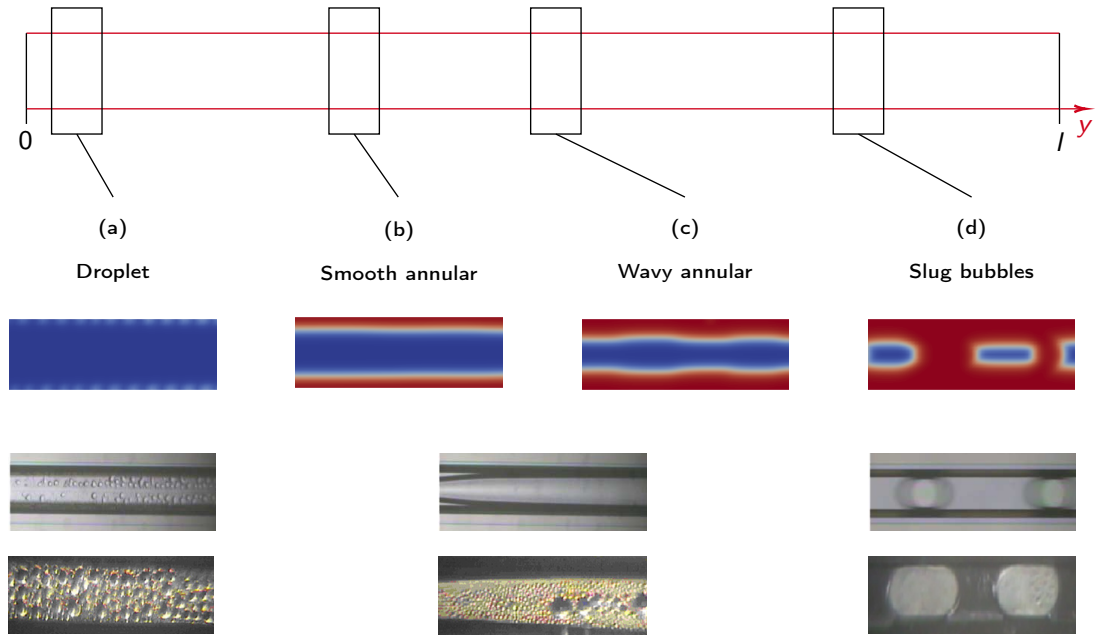 0
y
l
(a)
(b)
(c)
(d)
Droplet
Smooth annular
Wavy annular
Slug bubbles